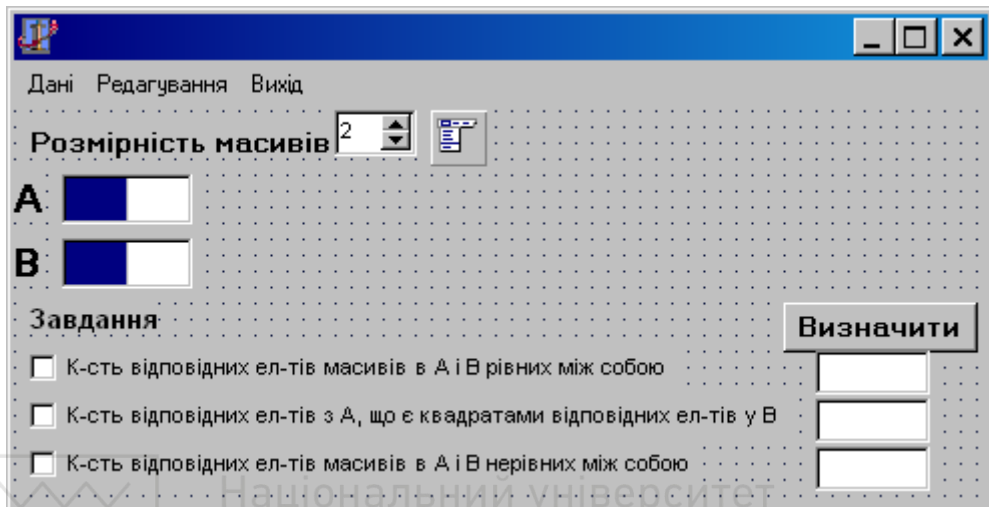 Дані Редагування Вихід
Розмірність масивів 2
А
В
Завдання
Визначити
К-сть відповідних ел-тів масивів в А і В рівних між собою
К-сть відповідних ел-тів з А, що є квадратами відповідних ел-тів у В
К-сть відповідних ел-тів масивів в А і В нерівних між собою
Національний університет